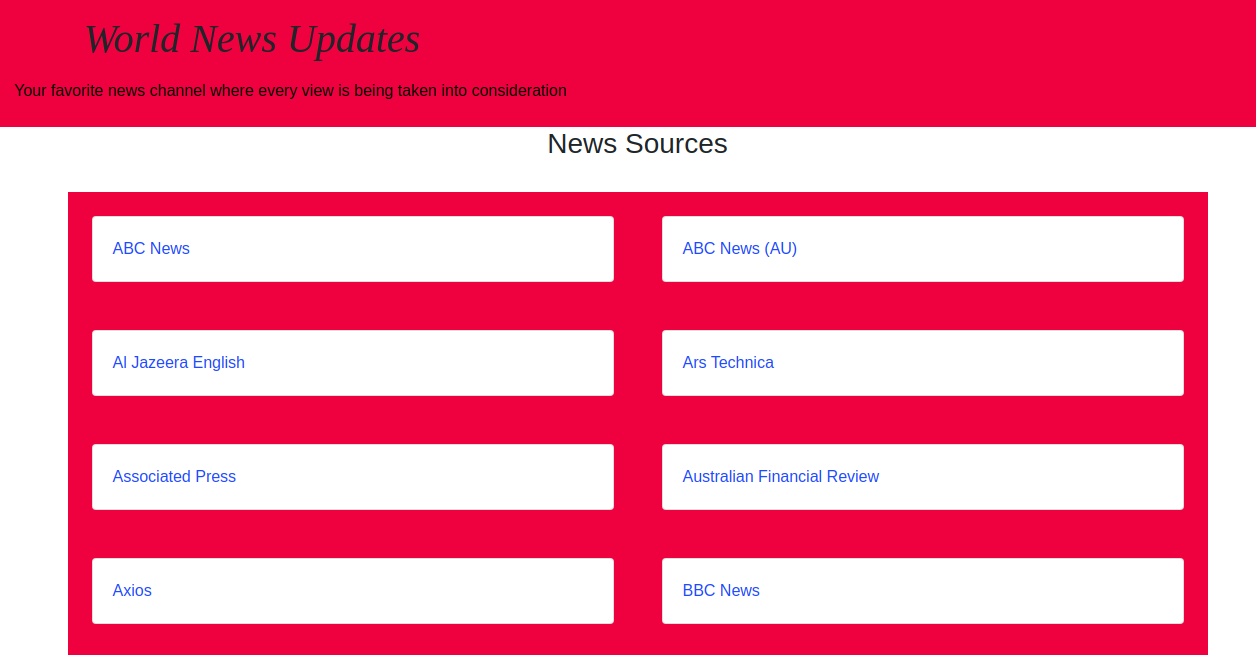 World News Updates
Your favorite news channel where every view is being taken into consideration
News Sources
ABC News
ABC News (AU)
Al Jazeera English
Ars Technica
Associated Press
Australian Financial Review
Axios
BBC News